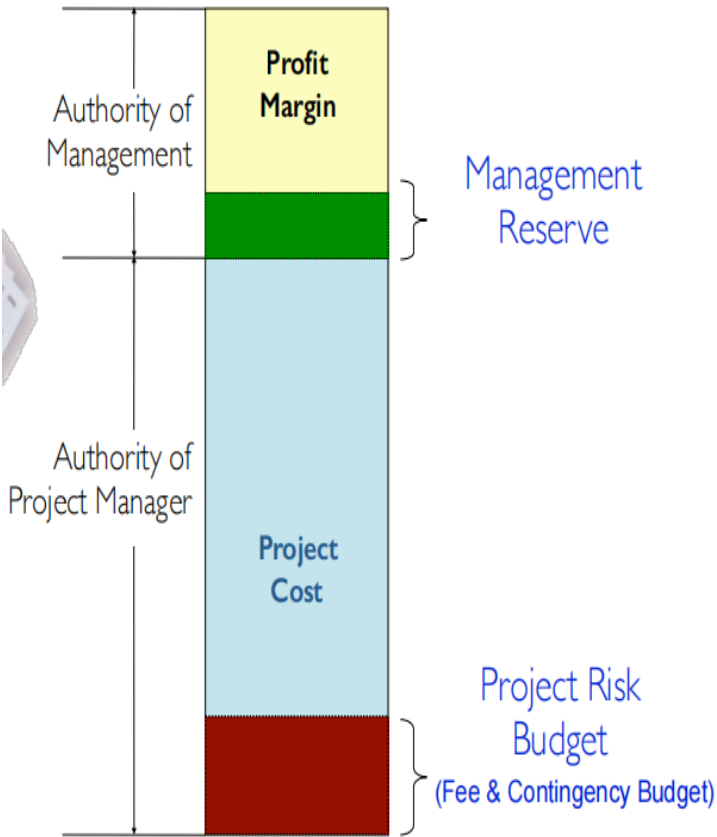 Profit
Margin
Authority of
Management
Management
Reserve
Authority of
Project Manager
Project
Cost
Project Risk
Budget
(Fee & Contingency Budget)